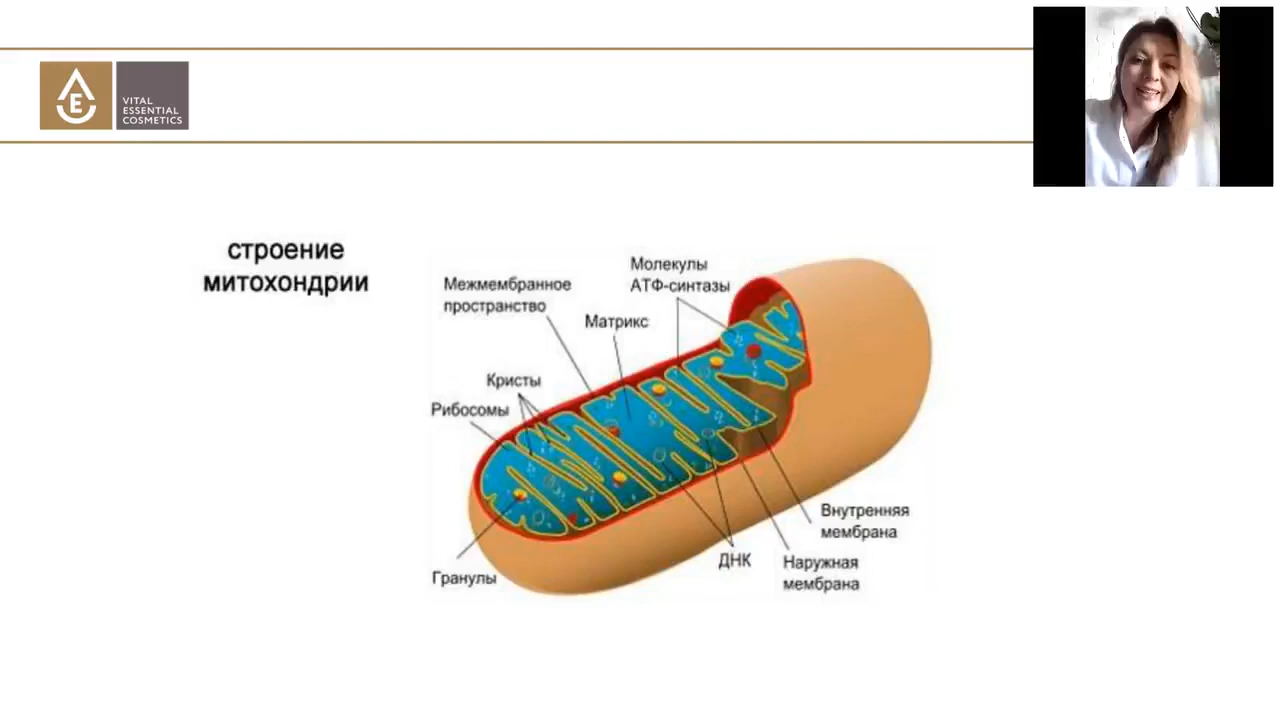 VITAL
ESSENTIAL
COSMETICS
E
строение
митохондрии
Молекулы
АТФ-синтазы
Межмембранное
пространство
Матрикс
Кристы
Рибосомы
Гранулы
ДНК
Внутренняя
мембрана
Наружная
мембрана